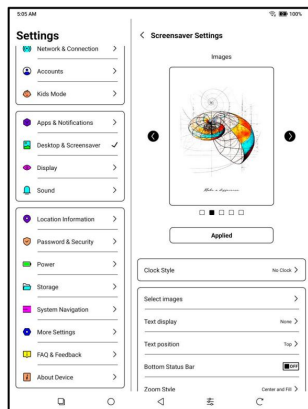 5:05 AM
100%
Settings
Network & Connection
Accounts
Kids Mode
Apps & Notifications
Desktop & Screensaver
Display
Sound
Location Information
Password & Security
Power
Storage
System Navigation
More Settings
FAQ & Feedback
About Device
Screensaver Settings
Images
Make a difference
Applied
Clock Style No Clock
Select images
Text display None
Text position Top
Bottom Status Bar OFF
Zoom Style Center and Fill